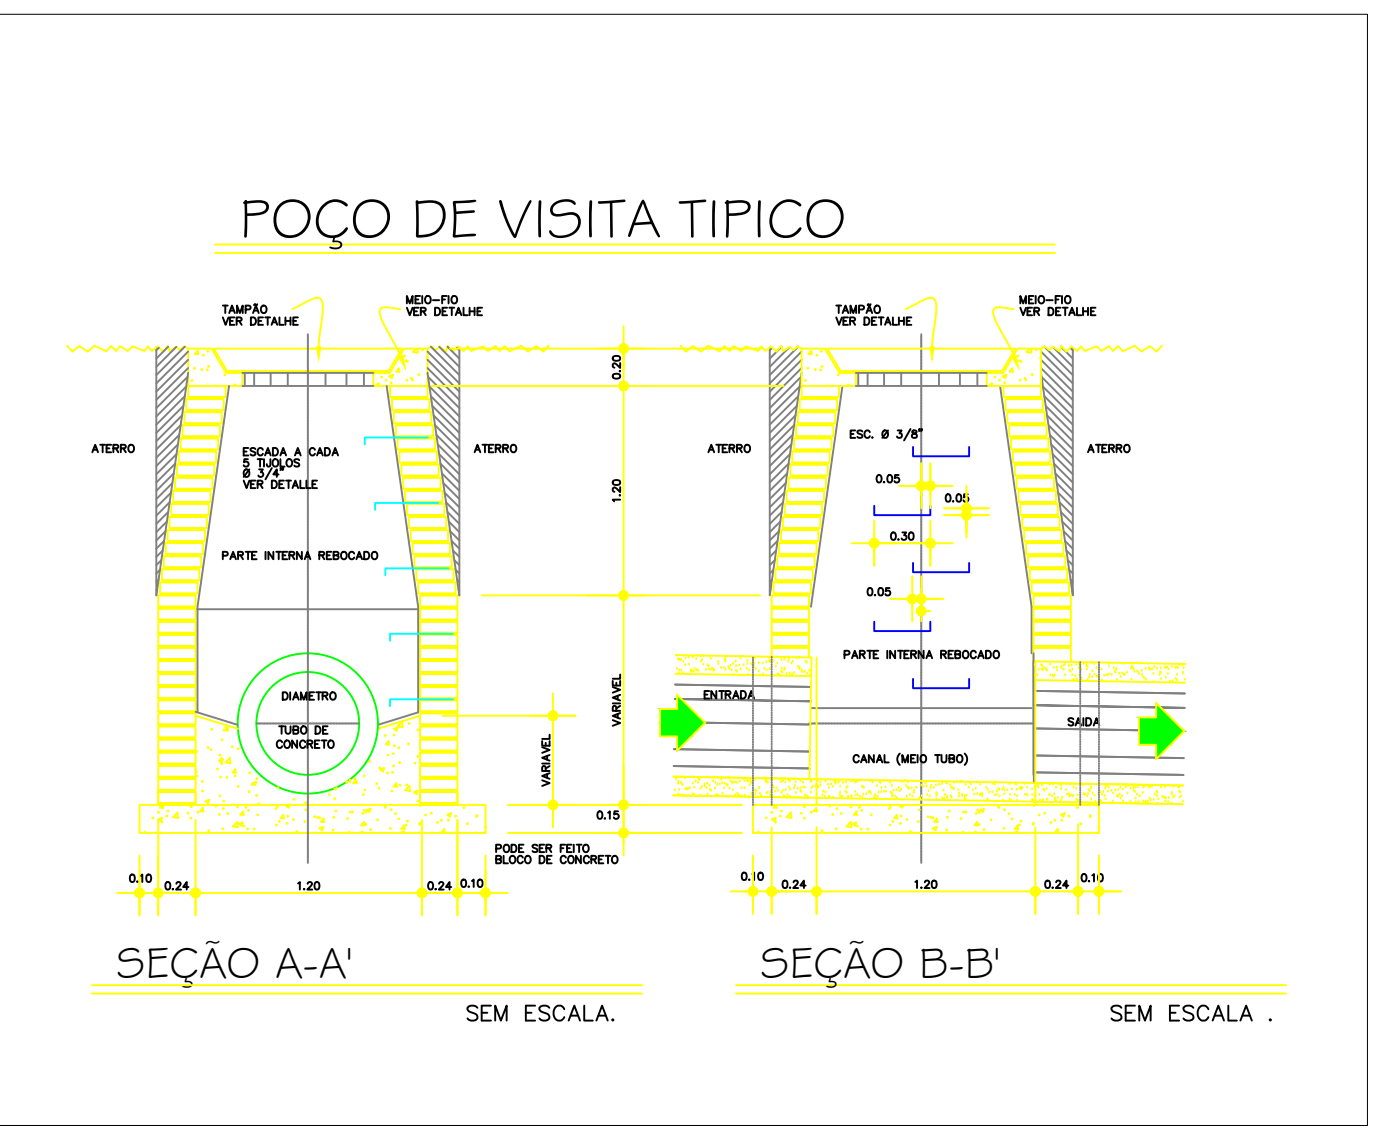 POÇO DE VISITA TIPICO
TAMPÃO
VER DETALHE
MEIO-FIO
VER DETALHE
ATERRO
ESCADA A CADA
5 TIJOLOS
Ø 3/4"
VER DETALLE
ATERRO
PARTE INTERNA REBOCADO
DIAMETRO
TUBO DE
CONCRETO
0.20
1.20
VARIAVEL
VARIAVEL
0.15
PODE SER FEITO
BLOCO DE CONCRETO
0.10
0.24
1.20
0.24
0.10
SEÇÃO A-A'
SEM ESCALA.
TAMPÃO
VER DETALHE
MEIO-FIO
VER DETALHE
ATERRO
ESC. Ø 3/8"
ATERRO
0.05
0.05
0.30
0.05
PARTE INTERNA REBOCADO
ENTRADA
SAIDA
CANAL (MEIO TUBO)
0.10
0.24
1.20
0.24
0.10
SEÇÃO B-B'
SEM ESCALA .